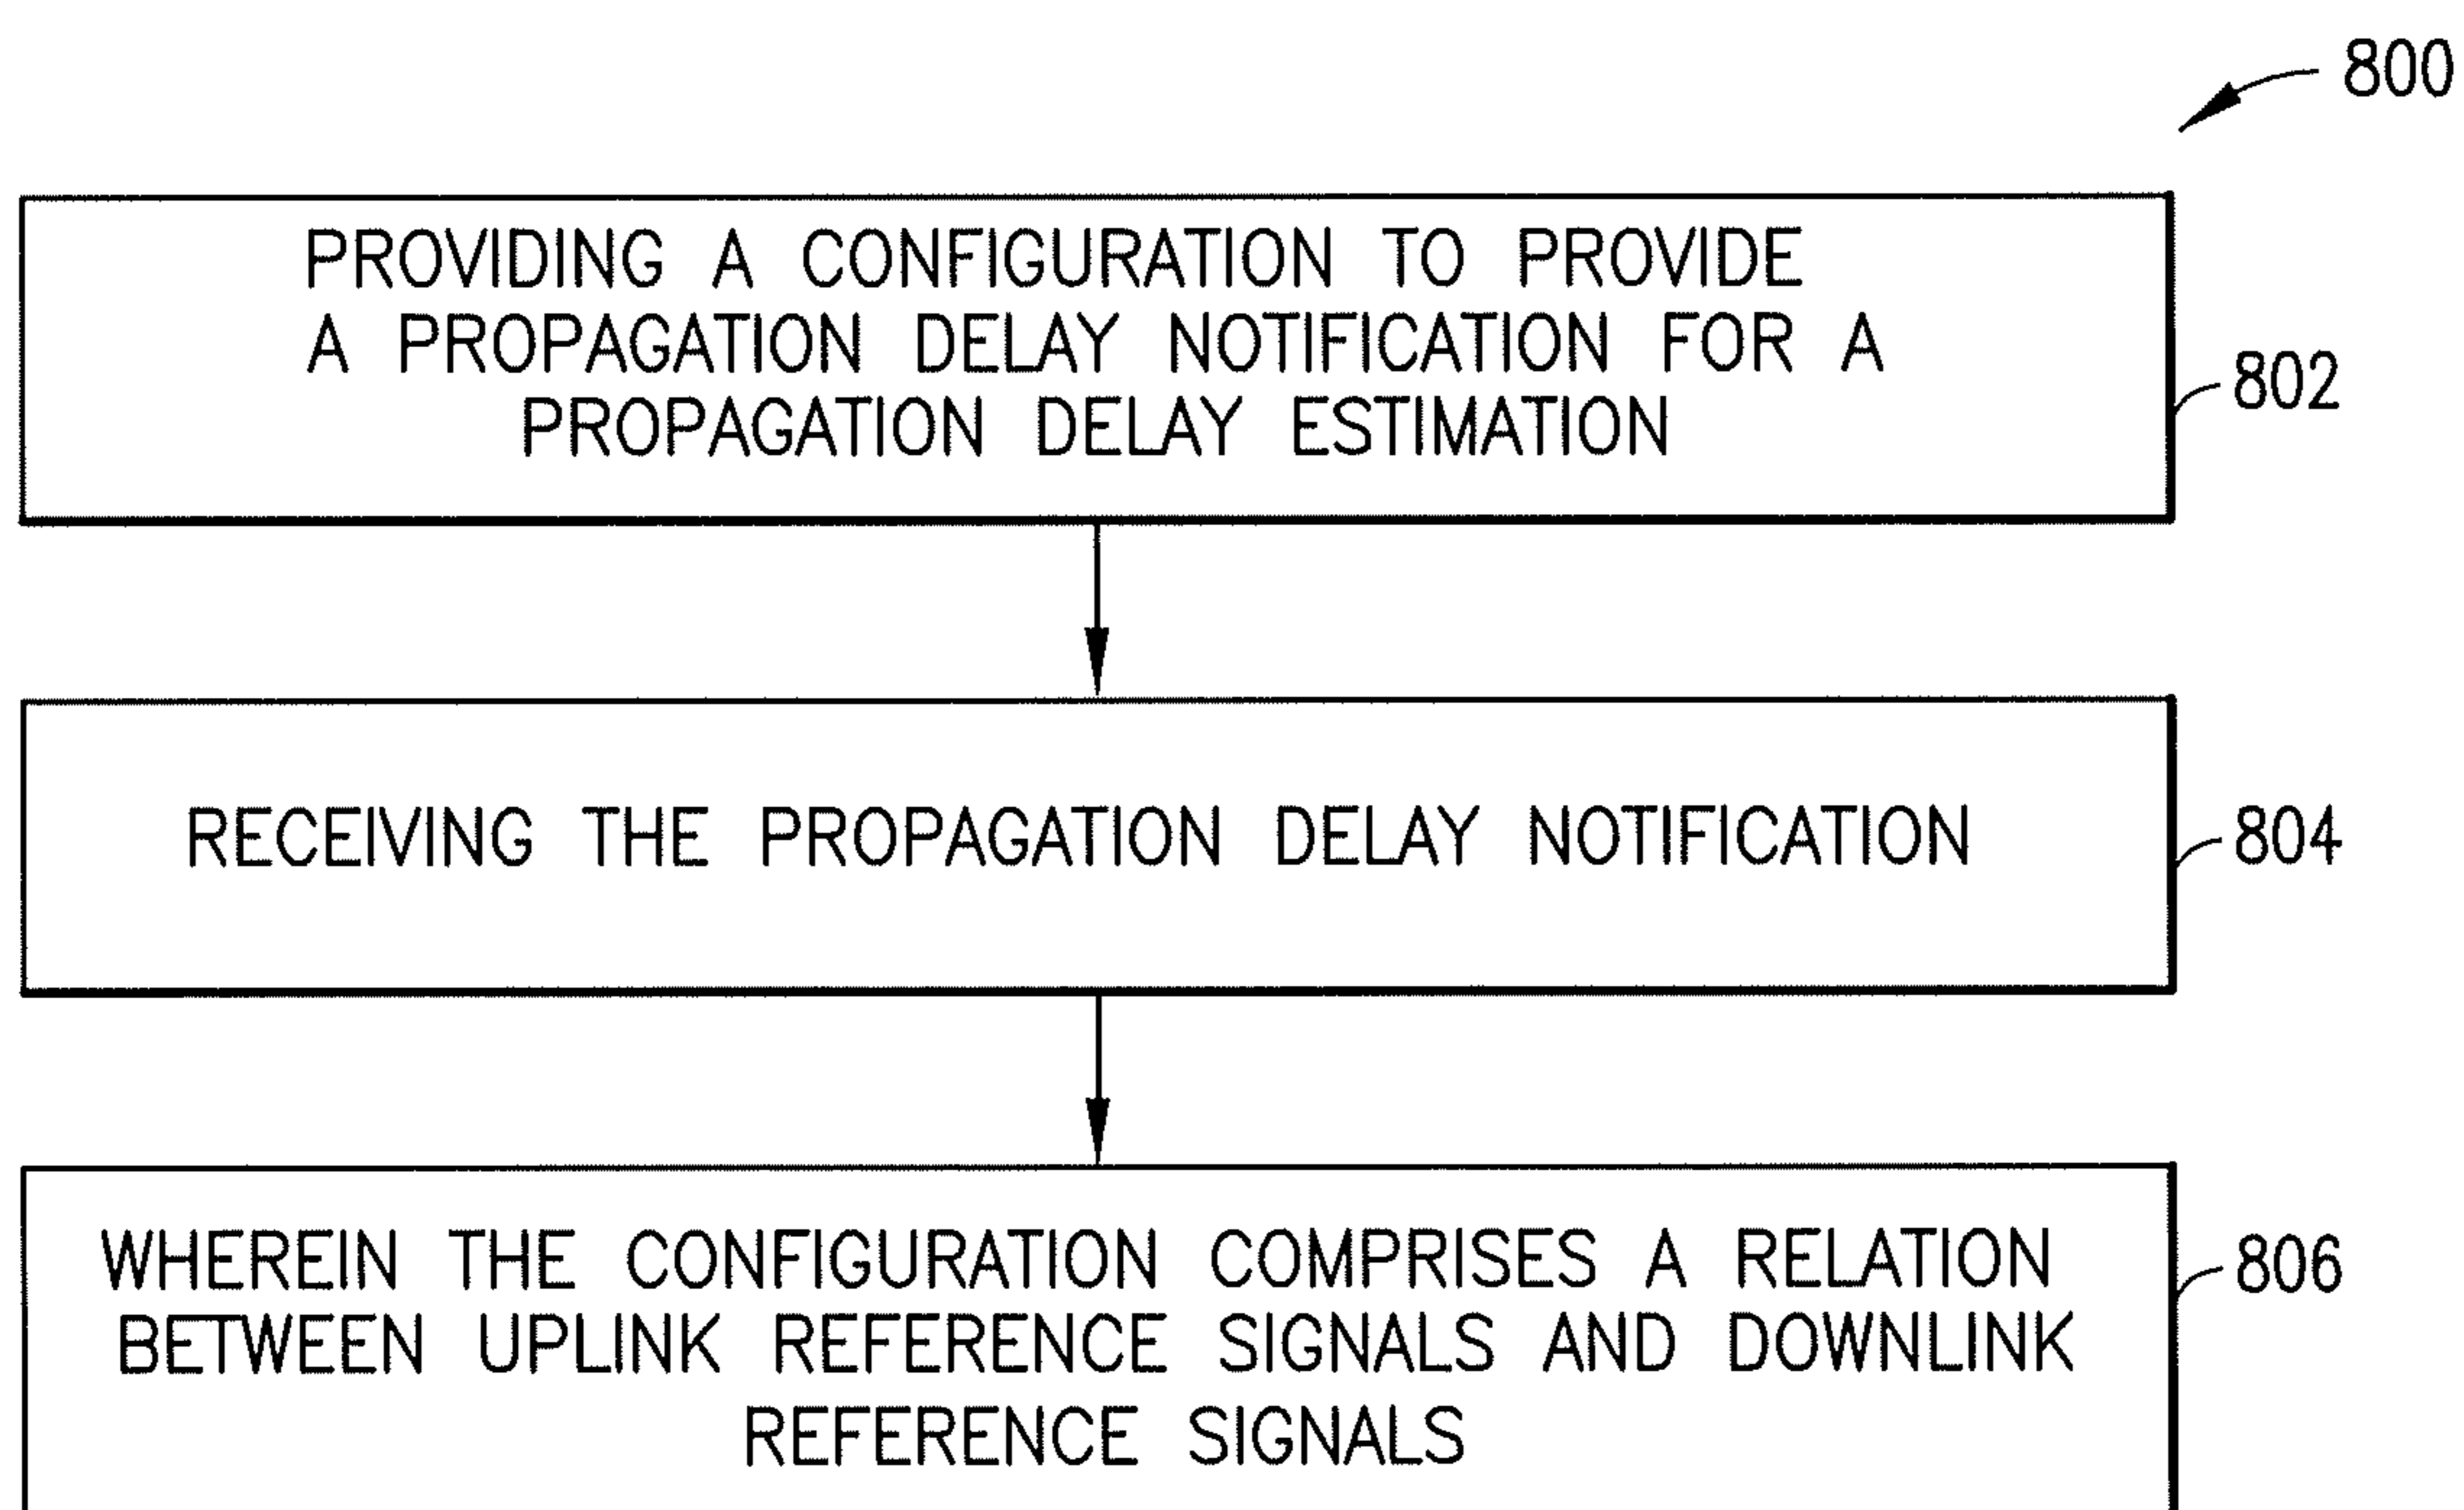 800
PROVIDING A CONFIGURATION TO PROVIDE
A PROPAGATION DELAY NOTIFICATION FOR A
PROPAGATION DELAY ESTIMATION
802
RECEIVING THE PROPAGATION DELAY NOTIFICATION
804
WHEREIN THE CONFIGURATION COMPRISES A RELATION
BETWEEN UPLINK REFERENCE SIGNALS AND DOWNLINK
REFERENCE SIGNALS
806